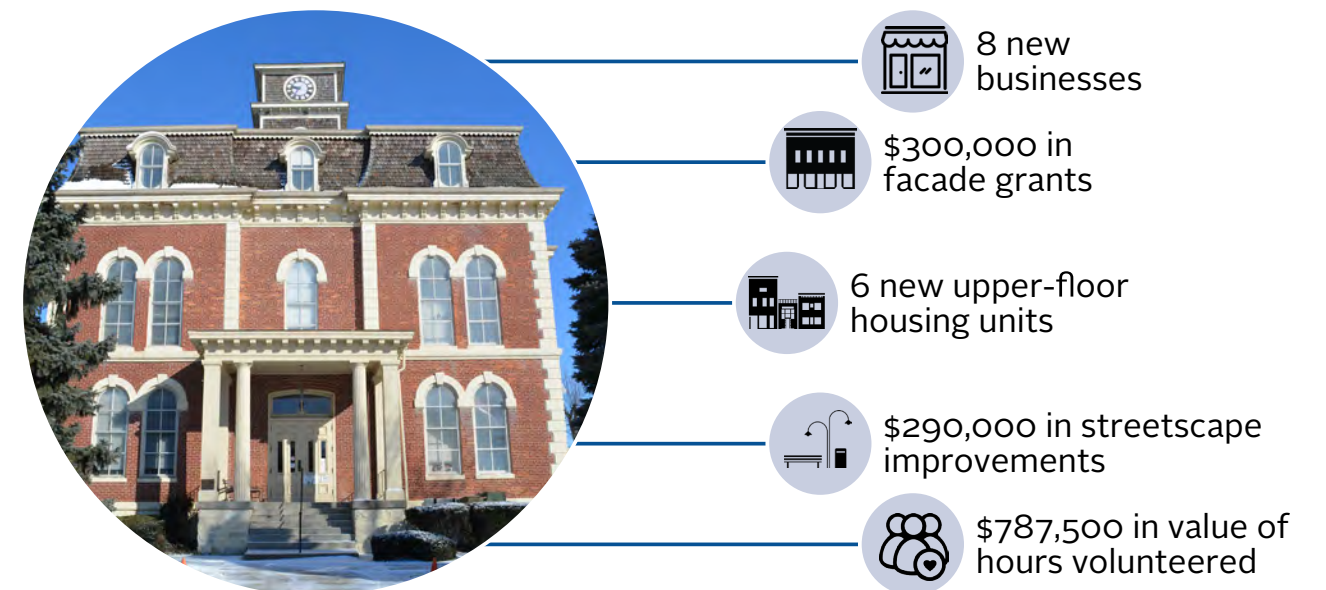 8 new
businesses
$300,000 in
facade grants
6 new upper-floor
housing units
$290,000 in streetscape
improvements
$787,500 in value of
hours volunteered